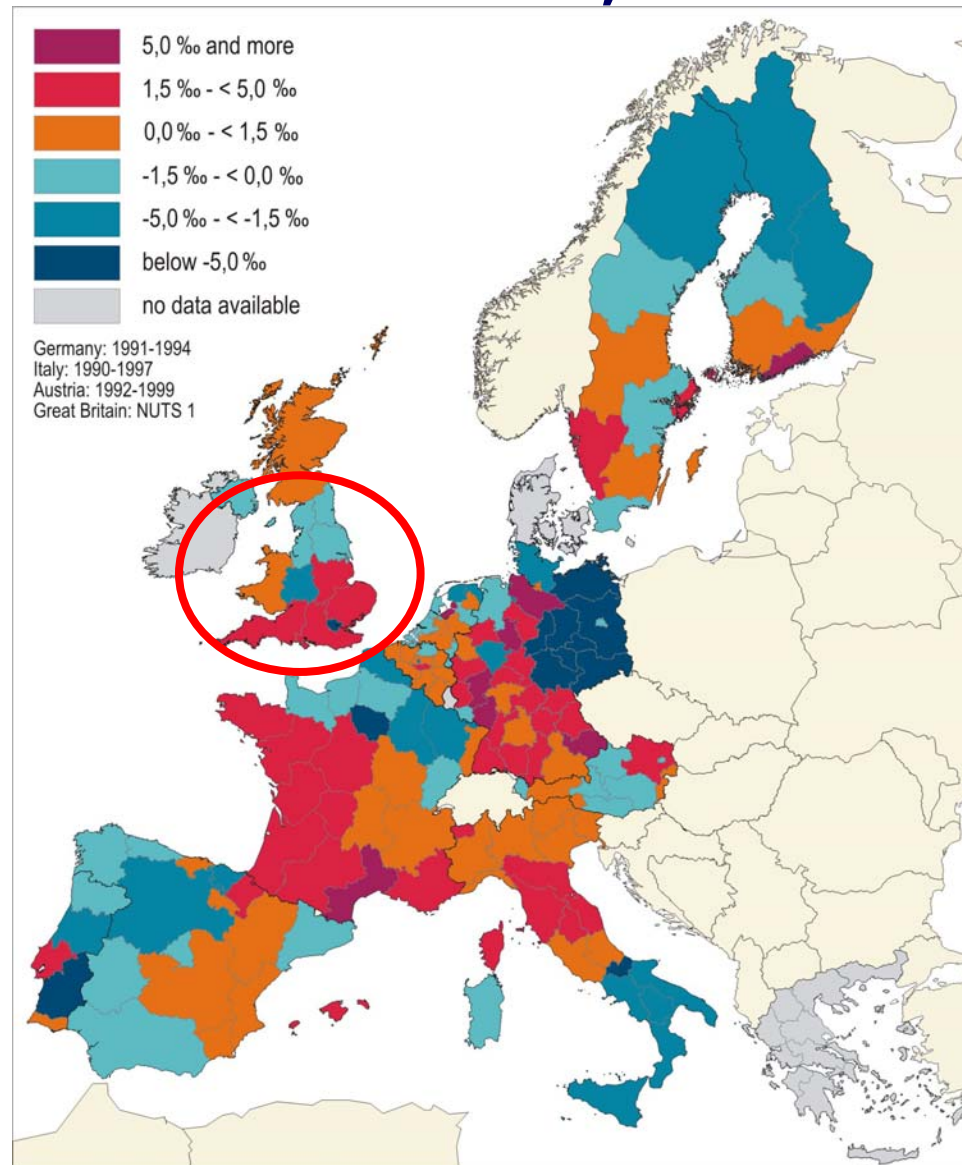 5,0 ‰ and more
1,5 ‰ - < 5,0 ‰
0,0 ‰ - < 1,5 ‰
-1,5 ‰ - < 0,0 ‰
-5,0 ‰ - < -1,5 ‰
below -5,0 ‰
no data available
Germany: 1991-1994
Italy: 1990-1997
Austria: 1992-1999
Great Britain: NUTS 1